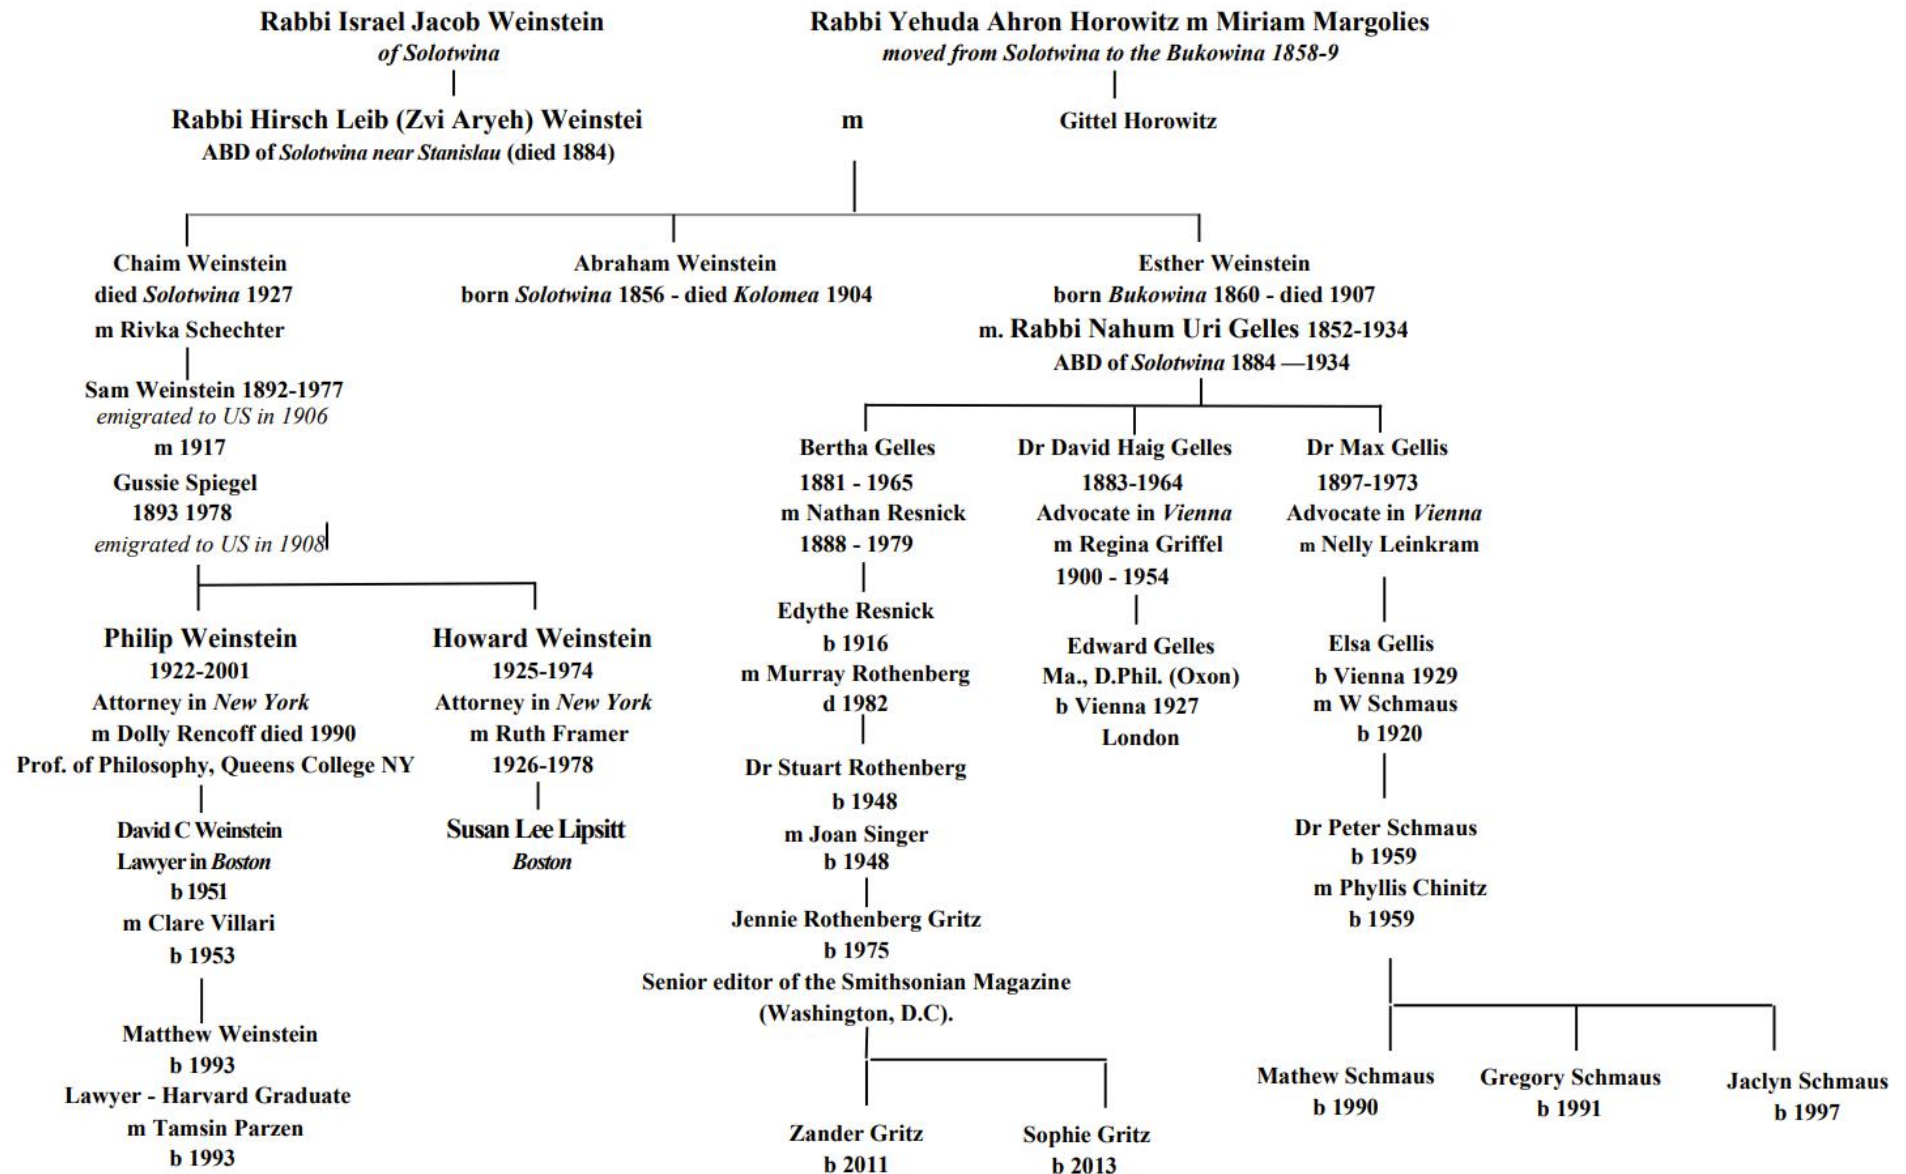 Rabbi Israel Jacob Weinstein
of Solotwina
Rabbi Yehuda Ahron Horowitz m Miriam Margolies
moved from Solotwina to the Bukowina 1858-9
Rabbi Hirsch Leib (Zvi Aryeh) Weinstei
ABD of Solotwina near Stanislau (died 1884)
m
Gittel Horowitz
Chaim Weinstein
died Solotwina 1927
m Rivka Schechter
Abraham Weinstein
born Solotwina 1856 - died Kolomea 1904
Esther Weinstein
born Bukowina 1860 - died 1907
m. Rabbi Nahum Uri Gelles 1852-1934
ABD of Solotwina 1884 —1934
Sam Weinstein 1892-1977
emigrated to US in 1906
m 1917
Gussie Spiegel
1893 1978
emigrated to US in 1908
Bertha Gelles
1881 - 1965
m Nathan Resnick
1888 - 1979
Dr David Haig Gelles
1883-1964
Advocate in Vienna
m Regina Griffel
1900 - 1954
Dr Max Gellis
1897-1973
Advocate in Vienna
m Nelly Leinkram
Philip Weinstein
1922-2001
Attorney in New York
m Dolly Rencoff died 1990
Prof. of Philosophy, Queens College NY
Howard Weinstein
1925-1974
Attorney in New York
m Ruth Framer
1926-1978
Edythe Resnick
b 1916
m Murray Rothenberg
d 1982
Edward Gelles
Ma., D.Phil. (Oxon)
b Vienna 1927
London
Elsa Gellis
b Vienna 1929
m W Schmaus
b 1920
David C Weinstein
Lawyer in Boston
b 1951
m Clare Villari
b 1953
Susan Lee Lipsitt
Boston
Dr Stuart Rothenberg
b 1948
m Joan Singer
b 1948
Dr Peter Schmaus
b 1959
m Phyllis Chinitz
b 1959
Jennie Rothenberg Gritz
b 1975
Senior editor of the Smithsonian Magazine
(Washington, D.C).
Matthew Weinstein
b 1993
Lawyer - Harvard Graduate
m Tamsin Parzen
b 1993
Zander Gritz
b 2011
Sophie Gritz
b 2013
Mathew Schmaus
b 1990
Gregory Schmaus
b 1991
Jaclyn Schmaus
b 1997